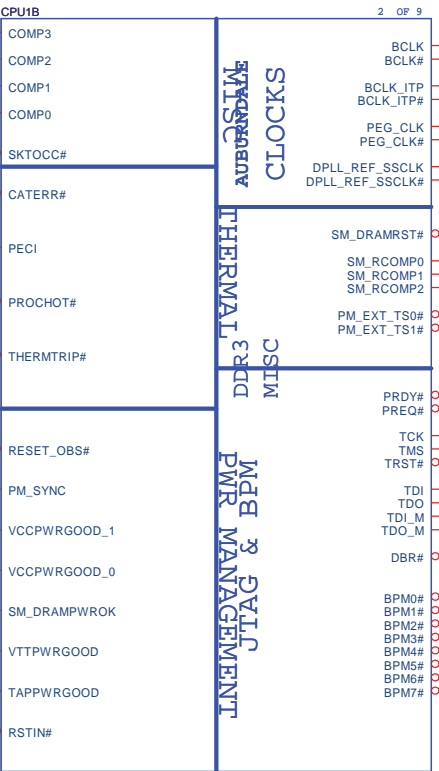 CPU1B
2 OF 9
COMP3
COMP2
COMP1
COMP0
SKTOCC#
CATERR#
PECI
PROCHOT#
THERMTRIP#
RESET_OBS#
PM_SYNC
VCCPWRGOOD_1
VCCPWRGOOD_0
SM_DRAMPWROK
VTTPWRGOOD
TAPPWRGOOD
RSTIN#
MISC
THERMAL
PWR MANAGEMENT
AUBURNDALE
CLOCKS
DDR3
MISC
JTAG & BPM
BCLK
BCLK#
BCLK_ITP
BCLK_ITP#
PEG_CLK
PEG_CLK#
DPLL_REF_SSCLK
DPLL_REF_SSCLK#
SM_DRAMRST#
SM_RCOMP0
SM_RCOMP1
SM_RCOMP2
PM_EXT_TS0#
PM_EXT_TS1#
PRDY#
PREQ#
TCK
TMS
TRST#
TDI
TDO
TDI_M
TDO_M
DBR#
BPM0#
BPM1#
BPM2#
BPM3#
BPM4#
BPM5#
BPM6#
BPM7#